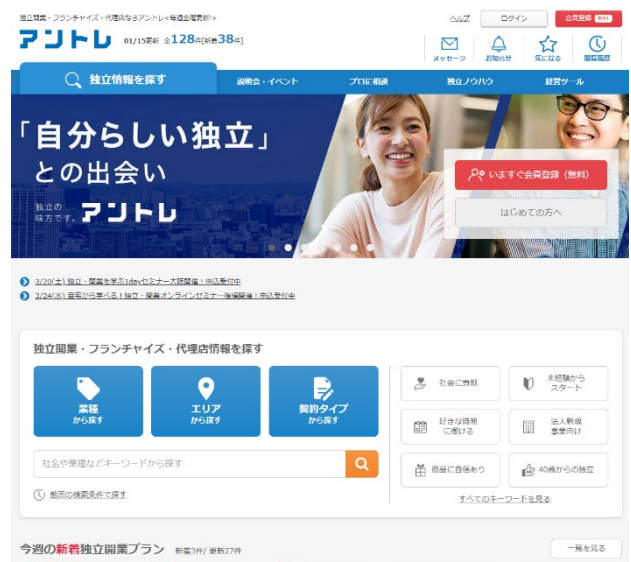 独立開業・フランチャイズ・代理店ならアントレ<毎週金曜更新!>
ヘルプ
ログイン
会員登録 無料
アントレ 01/15更新 全128件[新着38件]
メッセージ
お知らせ
気になる
閲覧履歴
独立情報を探す
説明会・イベント
プロに相談
独立ノウハウ
経営ツール
「自分らしい独立」
との出会い
独立の
味方です。 アントレ
いますぐ会員登録（無料）
はじめての方へ
3/20(土) 独立・開業を学ぶ1dayセミナー大阪開催！申込受付中
3/24(水) 自宅から学べる！独立・開業オンラインセミナー後編開催！申込受付中
独立開業・フランチャイズ・代理店情報を探す
業種
から探す
エリア
から探す
契約タイプ
から探す
社名や業種などキーワードから探す
前回の検索条件で探す
社会に貢献
未経験から
スタート
好きな時間
に働ける
法人新規
事業向け
商品に自信あり
40歳からの独立
すべてのキーワードを見る
今週の新着独立開業プラン 新着3件/ 更新27件
一覧を見る